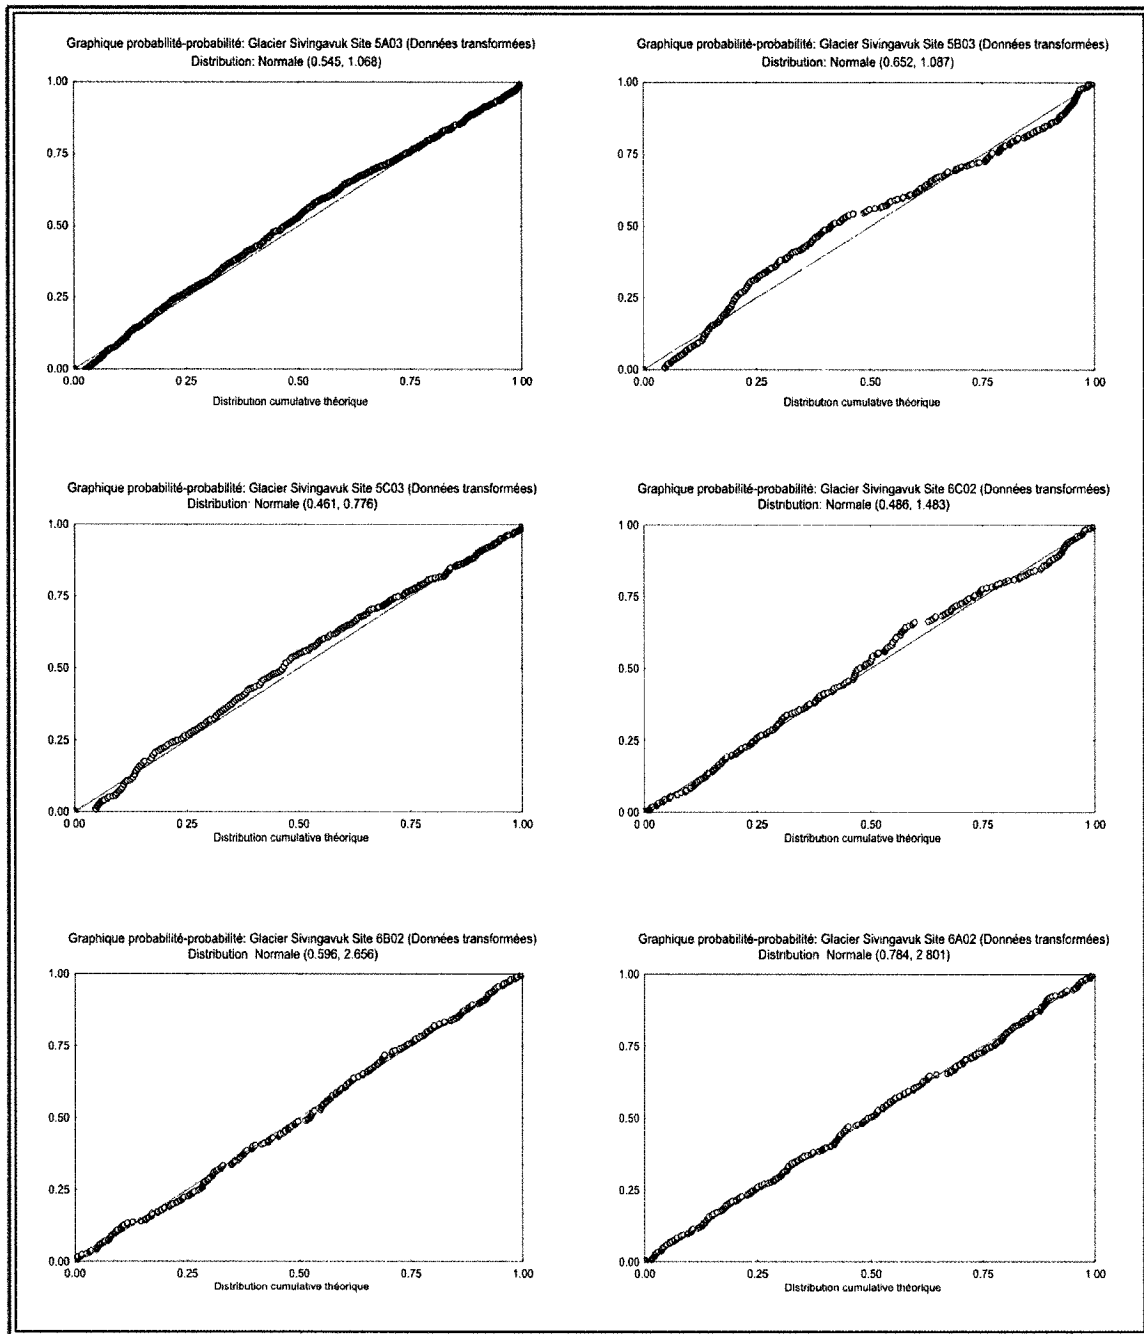 Graphique probabilité-probabilité: Glacier Sivingavuk Site 5A03 (Données transformées)
Distribution: Normale (0.545, 1.068)
1.00
0.75
0.50
0.25
0.00
0.00 0 25 0.50 0.75 1 00
Distribution cumulative théorique
Graphique probabilité-probabilité: Glacier Sivingavuk Site 5B03 (Données transformées)
Distribution: Normale (0.652, 1.087)
1.00
0.75
0.50
0.25
0.00
0.00 0.25 0.50 0.75 1 00
Distribution cumulative théorique
Graphique probabilité-probabilité: Glacier Sivingavuk Site 5C03 (Données transformées)
Distribution: Normale (0.461, 0.776)
1.00
0.75
0.50
0.25
0.00
0 00 0 25 0.50 0.75 1.00
Distribution cumulative théorique
Graphique probabilité-probabilité: Glacier Sivingavuk Site 6C02 (Données transformées)
Distribution: Normale (0.486, 1.483)
1.00
0.75
0.50
0.25
0.00
0 00 0.25 0.50 0.75 1 00
Distribution cumulative théorique
Graphique probabilité-probabilité: Glacier Sivingavuk Site 6B02 (Données transformées)
Distribution Normale (0.596, 2.656)
1.00
0.75
0.50
0.25
0.00
0.00 0.25 0.50 0.75 1.00
Distribution cumulative théorique
Graphique probabilité-probabilité: Glacier Sivingavuk Site 6A02 (Données transformées)
Distribution Normale (0.784, 2 801)
1.00
0.75
0.50
0.25
0.00
0 00 0.25 0.50 0.75 1 00
Distribution cumulative théorique